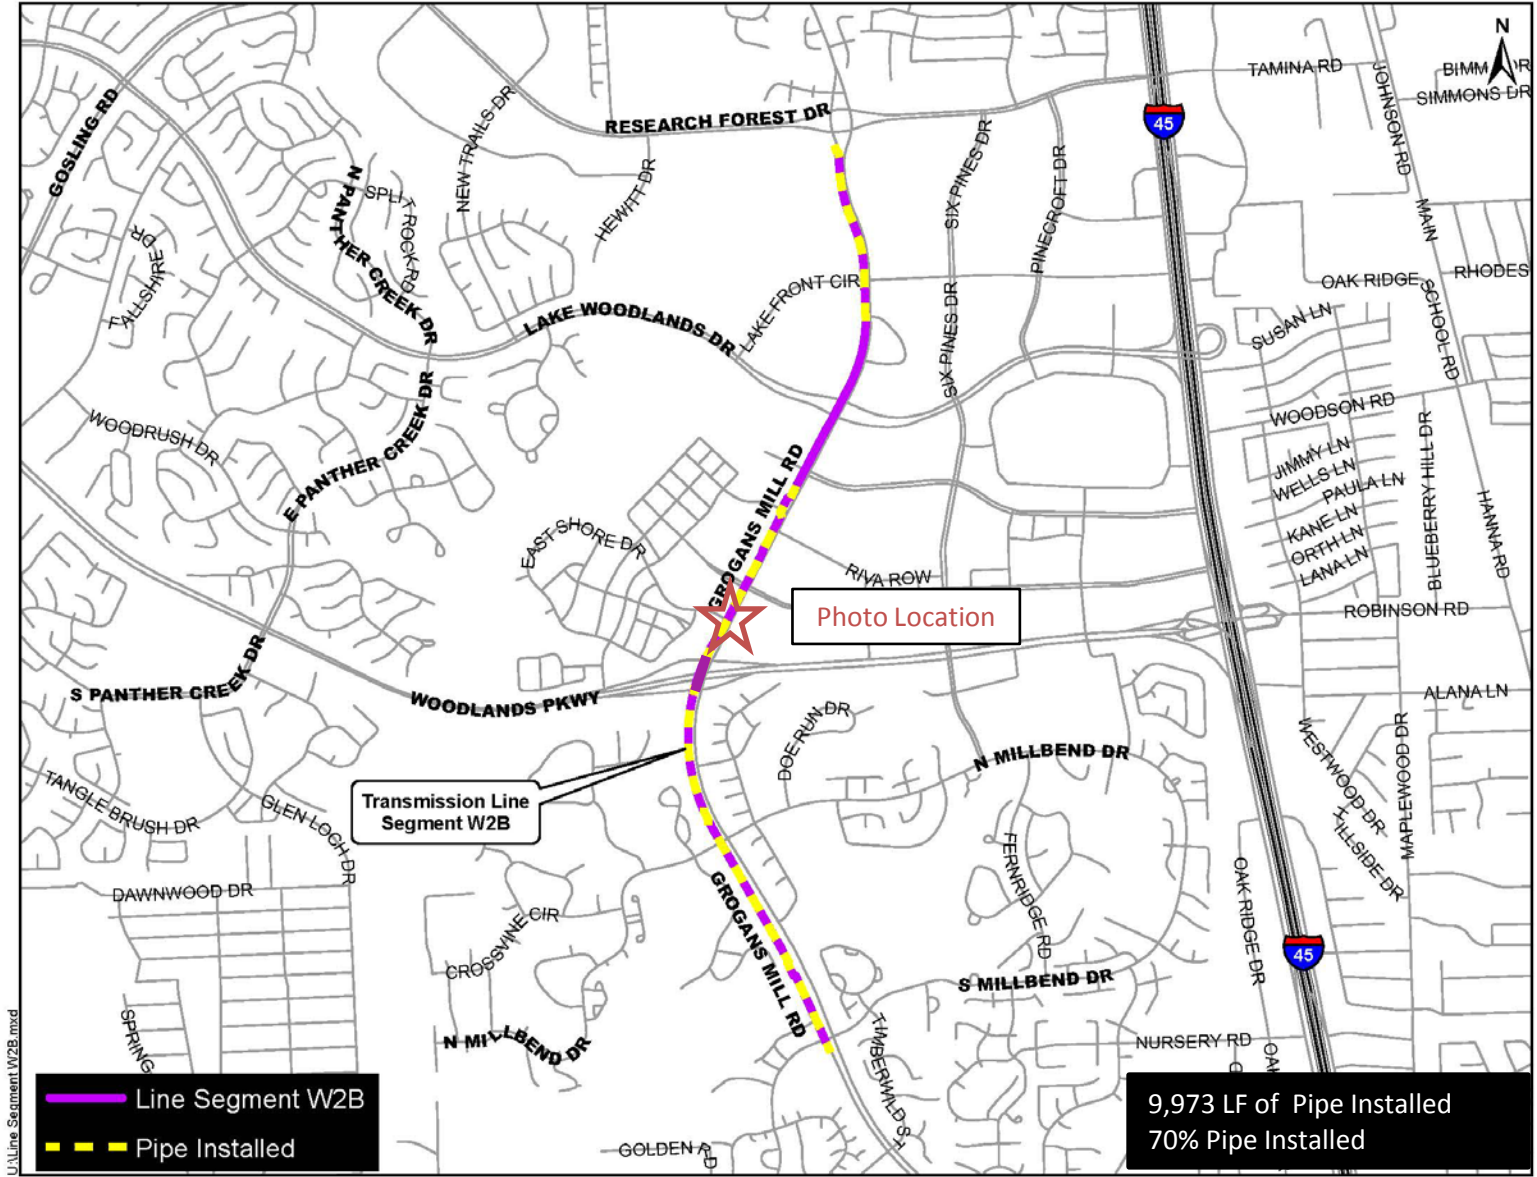 N
TAMINA RD
BIMM
DR
SIMMONS DR
JOHNSON RD
GOSLING RD
NEW TRAILS DR
RESEARCH FOREST DR
45
SIX PINES DR
PINECROFT DR
HEWITT DR
N PANTHER CREEK DR
SPLIT ROCK RD
FALLSHIRE DR
MAIN
LAKE FRONT CIR
OAK RIDGE SCHOOL RD
RHODES
LAKE WOODLANDS DR
SIX PINES DR
SUSAN LN
WOODSON RD
WOODRUSH DR
E PANTHER CREEK DR
JIMMY LN
WELLS LN
PAULA LN
KANE LN
ORTH LN
LANA LN
BLUEBERRY HILL DR
HANNA RD
GROGANS MILL RD
EAST SHORE DR
RIVA ROW
Photo Location
ROBINSON RD
S PANTHER CREEK DR
WOODLANDS PKWY
ALANA LN
DOE RUN DR
N MILLBEND DR
WESTWOOD DR
MAPLEWOOD DR
HILLSIDE DR
Transmission Line
Segment W2B
TANGLE BRUSH DR
GLEN LOCH DR
DAWNWOOD DR
FERNRIDGE RD
OAK RIDGE DR
GROGANS MILL RD
CROSSVINE CIR
45
S MILLBEND DR
SPRING
N MILLBEND DR
TIMBERWILD ST
NURSERY RD
OAK
GOLDEN RD
Line Segment W2B
Pipe Installed
9,973 LF of Pipe Installed
70% Pipe Installed
U:\Line Segment W2B.mxd